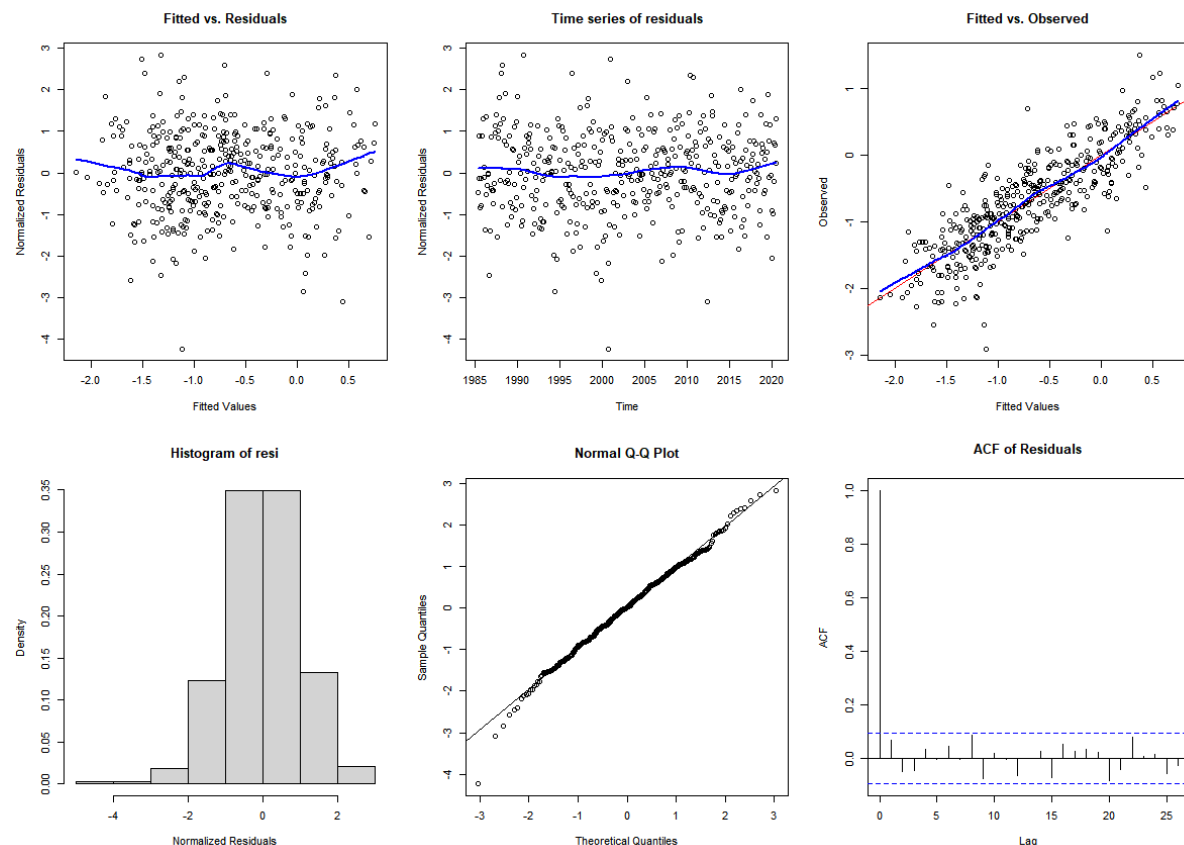 Fitted vs. Residuals
Normalized Residuals
3
2
1
0
-1
-2
-3
-4
-2.0 -1.5 -1.0 -0.5 0.0 0.5
Fitted Values
Time series of residuals
Normalized Residuals
3
2
1
0
-1
-2
-3
-4
1985 1990 1995 2000 2005 2010 2015 2020
Time
Fitted vs. Observed
Observed
1
0
-1
-2
-3
-2.0 -1.5 -1.0 -0.5 0.0 0.5
Fitted Values
Histogram of resi
Density
0.35
0.30
0.25
0.20
0.15
0.10
0.05
0.00
-4 -2 0 2
Normalized Residuals
Normal Q-Q Plot
Sample Quantiles
3
2
1
0
-1
-2
-3
-4
-3 -2 -1 0 1 2 3
Theoretical Quantiles
ACF of Residuals
ACF
1.0
0.8
0.6
0.4
0.2
0.0
0 5 10 15 20 25
Lag